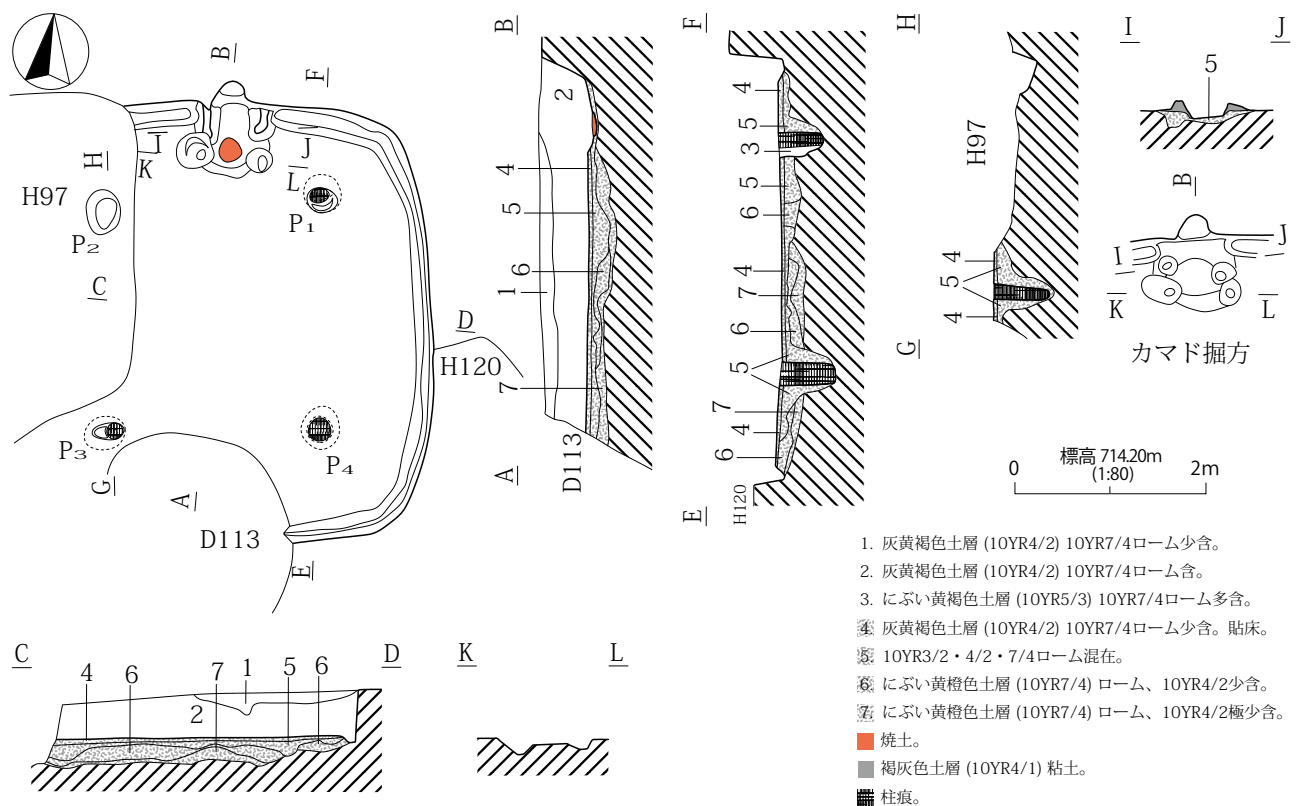 B
F
H
I
J
K
L
H97
P₂
P₁
C
D
H120
P₃
P₄
G
A
D113
E
B
2
4
5
6
1
7
D113
A
F
4
5
3
5
6
4
7
6
5
7
4
6
H120
E
H
H97
4
5
4
G
I
J
5
B
I
J
K
L
カマド掘方
標高 714.20m
0 (1:80) 2m
1. 灰黄褐色土層 (10YR4/2) 10YR7/4ローム少含。
2. 灰黄褐色土層 (10YR4/2) 10YR7/4ローム含。
3. にぶい黄褐色土層 (10YR5/3) 10YR7/4ローム多含。
4. 灰黄褐色土層 (10YR4/2) 10YR7/4ローム少含。貼床。
5. 10YR3/2・4/2・7/4ローム混在。
6. にぶい黄橙色土層 (10YR7/4) ローム、10YR4/2少含。
7. にぶい黄橙色土層 (10YR7/4) ローム、10YR4/2極少含。
焼土。
褐灰色土層 (10YR4/1) 粘土。
柱痕。
C
D
4
6
7
1
5
6
2
K
L